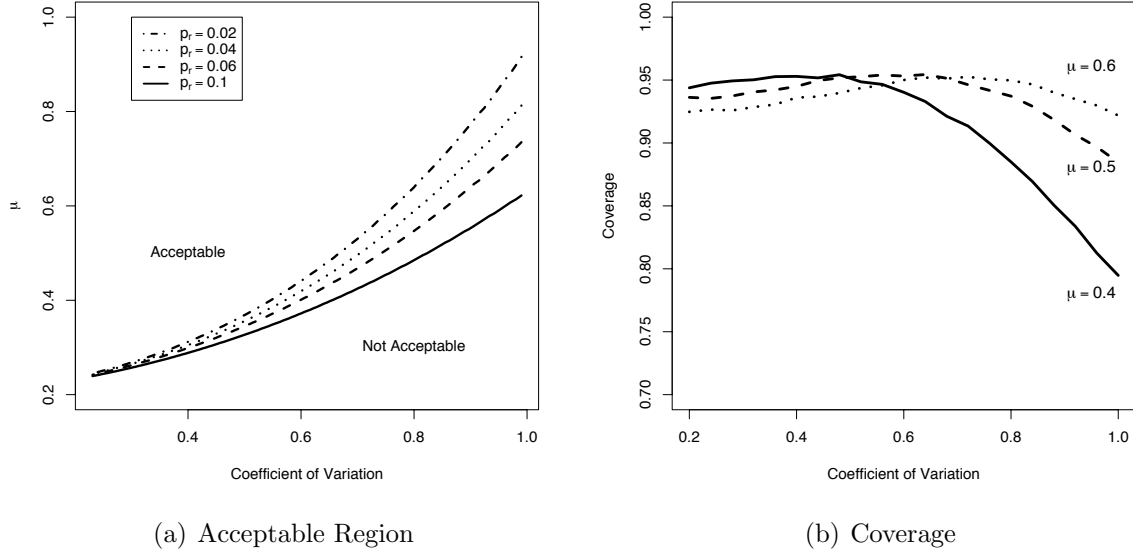 1.0
0.8
0.6
0.4
0.2
μ
p_r = 0.02
p_r = 0.04
p_r = 0.06
p_r = 0.1
Acceptable
Not Acceptable
0.4 0.6 0.8 1.0
Coefficient of Variation
(a) Acceptable Region
1.00
0.95
0.90
0.85
0.80
0.75
0.70
Coverage
μ = 0.6
μ = 0.5
μ = 0.4
0.2 0.4 0.6 0.8 1.0
Coefficient of Variation
(b) Coverage